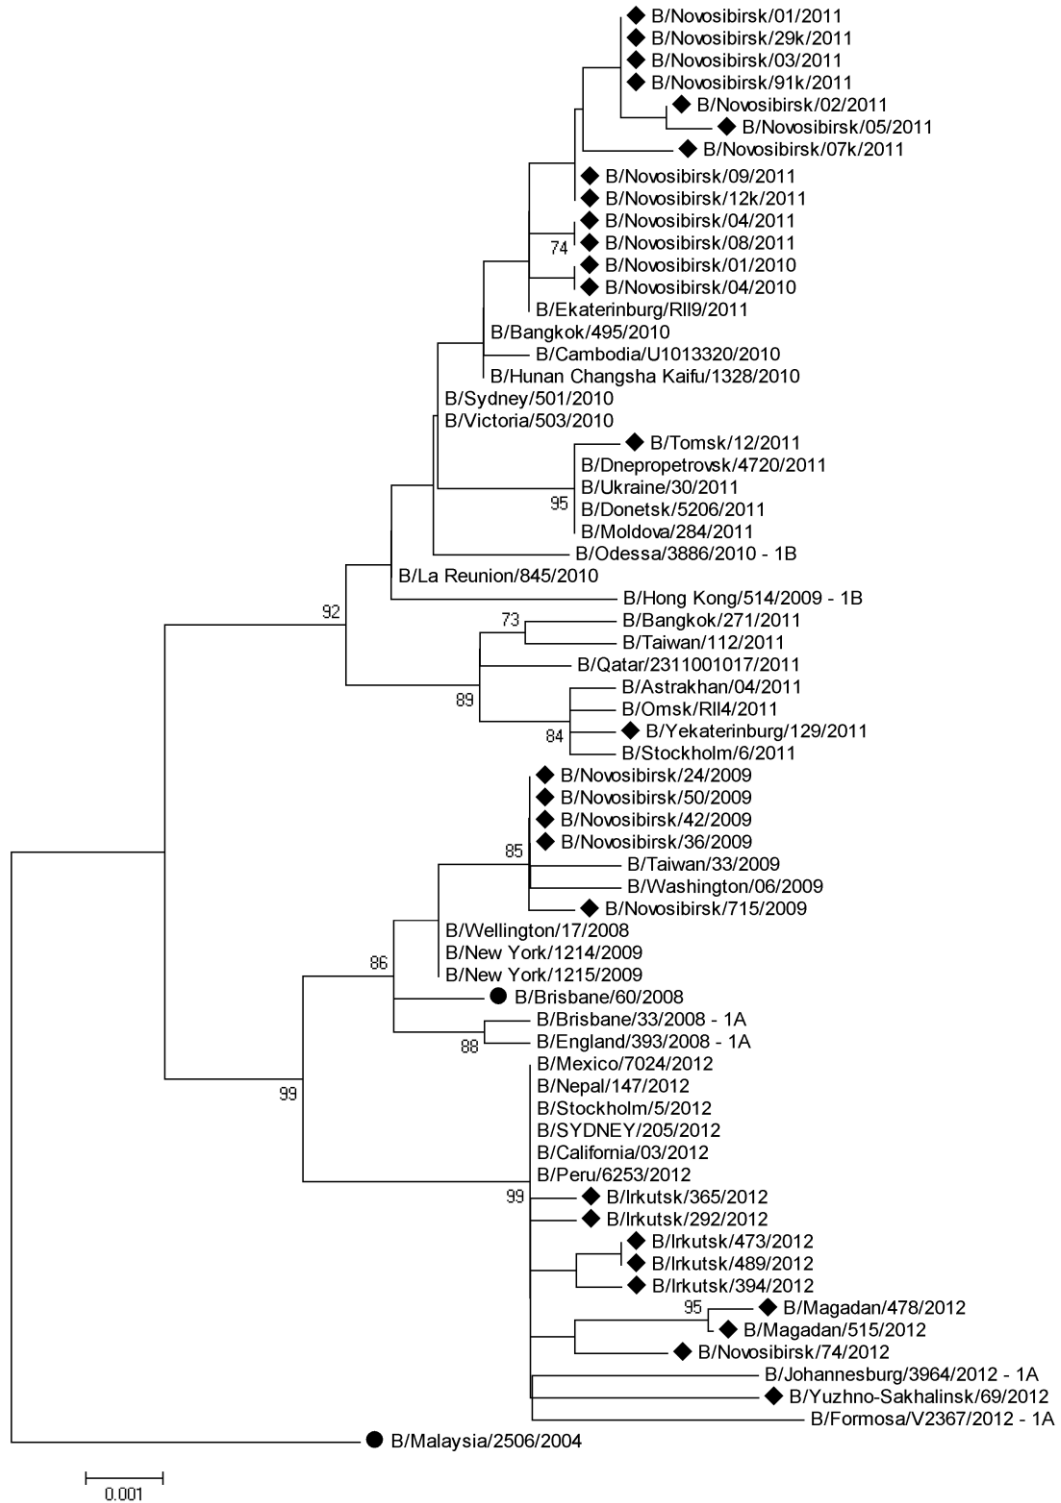 B/Novosibirsk/01/2011
B/Novosibirsk/29k/2011
B/Novosibirsk/03/2011
B/Novosibirsk/91k/2011
B/Novosibirsk/02/2011
B/Novosibirsk/05/2011
B/Novosibirsk/07k/2011
B/Novosibirsk/09/2011
B/Novosibirsk/12k/2011
B/Novosibirsk/04/2011
74
B/Novosibirsk/08/2011
B/Novosibirsk/01/2010
B/Novosibirsk/04/2010
B/Ekaterinburg/RII9/2011
B/Bangkok/495/2010
B/Cambodia/U1013320/2010
B/Hunan Changsha Kaifu/1328/2010
B/Sydney/501/2010
B/Victoria/503/2010
B/Tomsk/12/2011
B/Dnepropetrovsk/4720/2011
B/Ukraine/30/2011
95
B/Donetsk/5206/2011
B/Moldova/284/2011
B/Odessa/3886/2010 - 1B
B/La Reunion/845/2010
B/Hong Kong/514/2009 - 1B
92
73
B/Bangkok/271/2011
B/Taiwan/112/2011
B/Qatar/2311001017/2011
89
B/Astrakhan/04/2011
B/Omsk/RII4/2011
84
B/Yekaterinburg/129/2011
B/Stockholm/6/2011
B/Novosibirsk/24/2009
B/Novosibirsk/50/2009
B/Novosibirsk/42/2009
B/Novosibirsk/36/2009
85
B/Taiwan/33/2009
B/Washington/06/2009
B/Novosibirsk/715/2009
B/Wellington/17/2008
B/New York/1214/2009
86
B/New York/1215/2009
B/Brisbane/60/2008
B/Brisbane/33/2008 - 1A
88
B/England/393/2008 - 1A
B/Mexico/7024/2012
B/Nepal/147/2012
99
B/Stockholm/5/2012
B/SYDNEY/205/2012
B/California/03/2012
B/Peru/6253/2012
99
B/Irkutsk/365/2012
B/Irkutsk/292/2012
B/Irkutsk/473/2012
B/Irkutsk/489/2012
B/Irkutsk/394/2012
95
B/Magadan/478/2012
B/Magadan/515/2012
B/Novosibirsk/74/2012
B/Johannesburg/3964/2012 - 1A
B/Yuzhno-Sakhalinsk/69/2012
B/Formosa/V2367/2012 - 1A
B/Malaysia/2506/2004
0.001